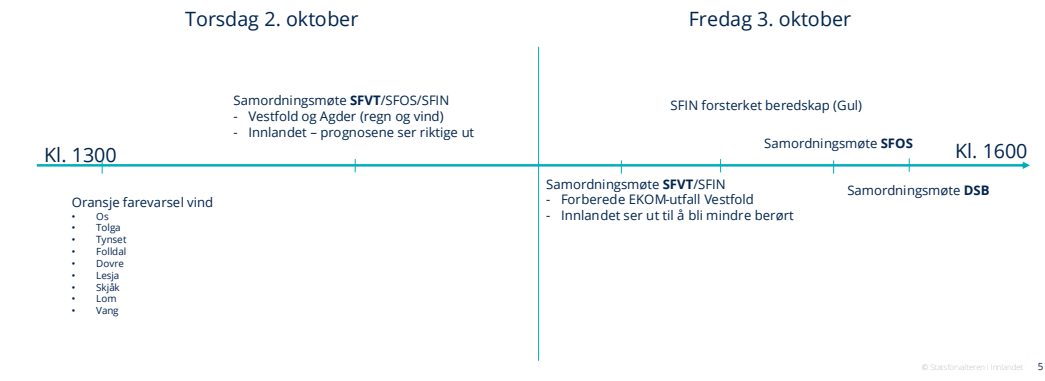 Torsdag 2. oktober
Fredag 3. oktober
Samordningsmøte SFVT/SFOS/SFIN
- Vestfold og Agder (regn og vind)
- Innlandet – prognosene ser riktige ut
SFIN forsterket beredskap (Gul)
Samordningsmøte SFOS
Kl. 1300
Kl. 1600
Oransje farevarsel vind
• Os
• Tolga
• Tynset
• Folldal
• Dovre
• Lesja
• Skjåk
• Lom
• Vang
Samordningsmøte SFVT/SFIN
- Forberede EKOM-utfall Vestfold
- Innlandet ser ut til å bli mindre berørt
Samordningsmøte DSB
© Statsforvalteren i Innlandet
5